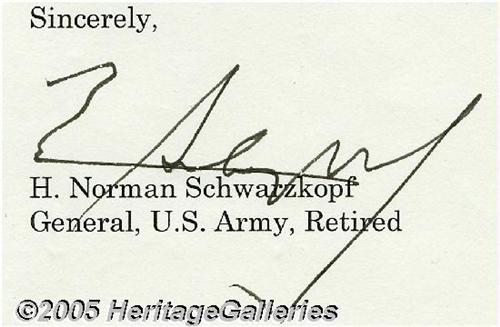 Sincerely,
H. Norman Schwarzkopf
General, U.S. Army, Retired
©2005 HeritageGalleries